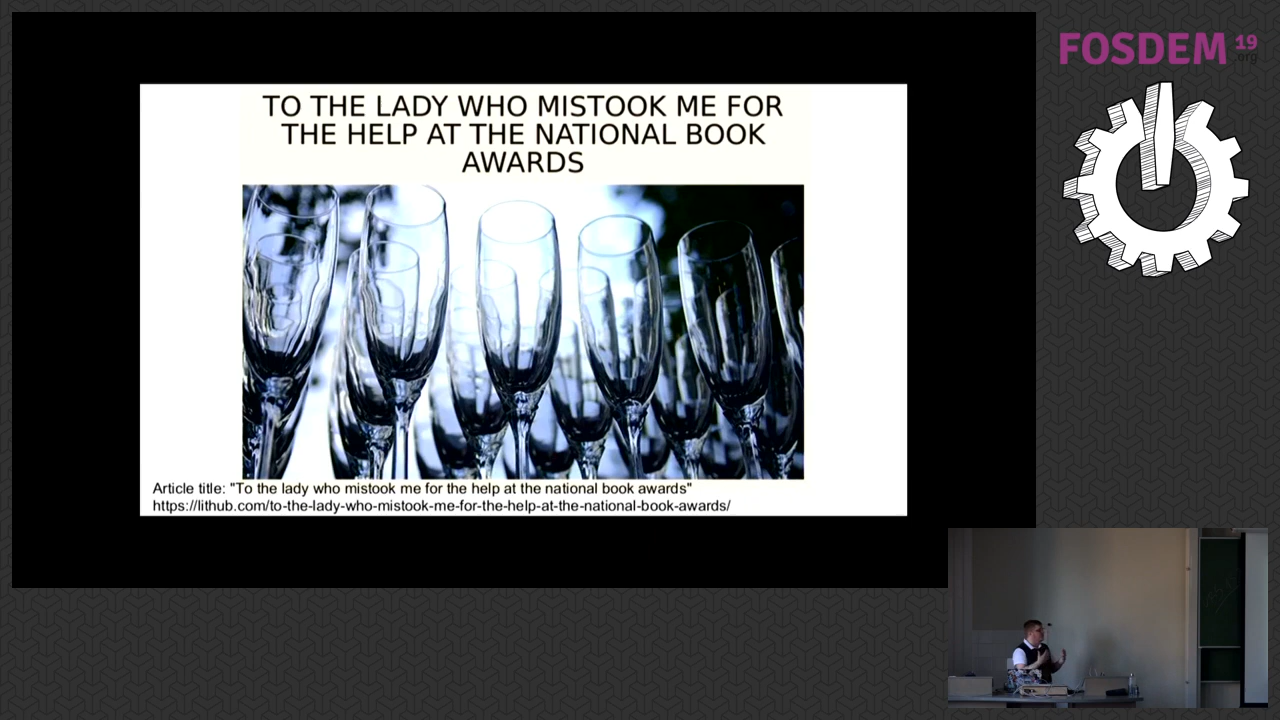 TO THE LADY WHO MISTOOK ME FOR
THE HELP AT THE NATIONAL BOOK
AWARDS
Article title: "To the lady who mistook me for the help at the national book awards"
https://lithub.com/to-the-lady-who-mistook-me-for-the-help-at-the-national-book-awards/
FOSDEM 19
.org